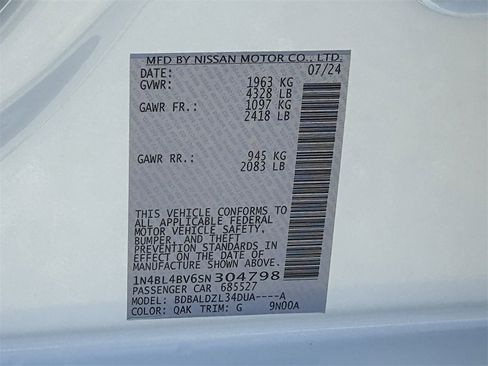 MFD BY NISSAN MOTOR CO., LTD.
DATE: 07/24
GVWR: 1963 KG
4328 LB
GAWR FR.: 1097 KG
2418 LB
GAWR RR.: 945 KG
2083 LB
THIS VEHICLE CONFORMS TO
ALL APPLICABLE FEDERAL
MOTOR VEHICLE SAFETY,
BUMPER, AND THEFT
PREVENTION STANDARDS IN
EFFECT ON THE DATE OF
MANUFACTURE SHOWN ABOVE.
1N4BL4BV6SN304798
PASSENGER CAR 685527
MODEL: BDBALDZL34DUA----A
COLOR: QAK TRIM: G 9N00A